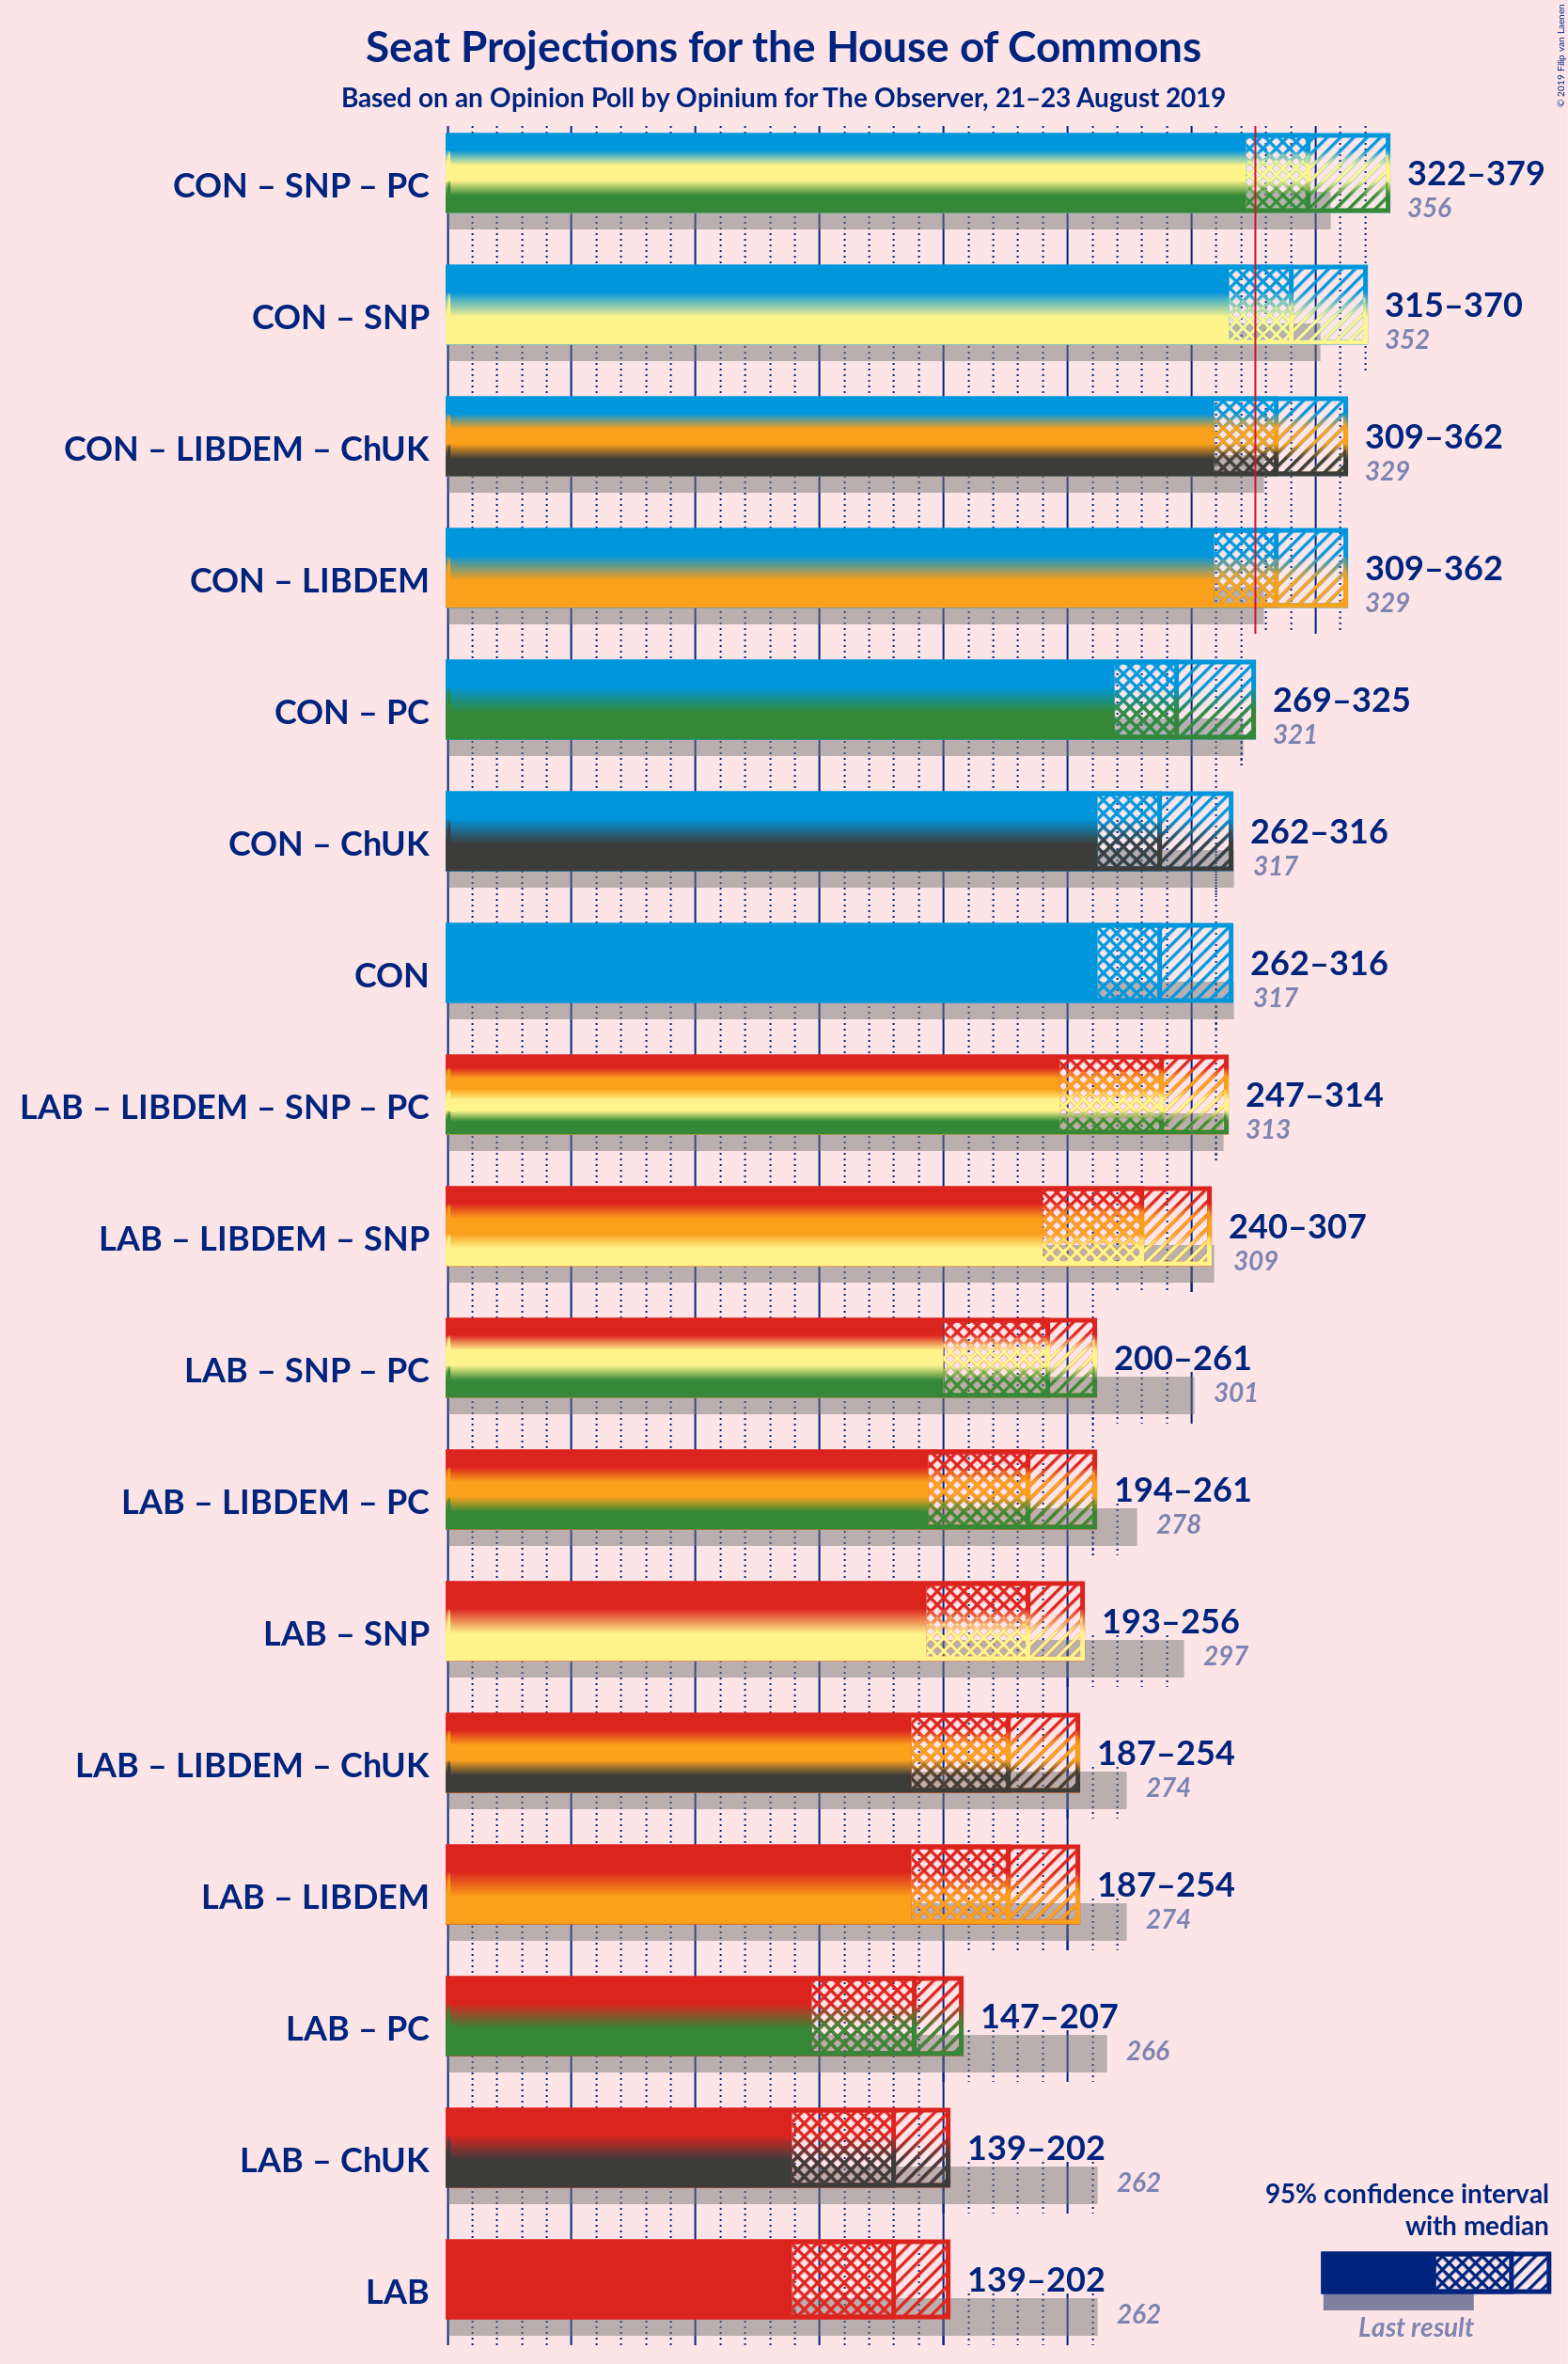 © 2019 Filip van Laenen
Seat Projections for the House of Commons
Based on an Opinion Poll by Opinium for The Observer, 21–23 August 2019
CON – SNP – PC
322–379
356
CON – SNP
315–370
352
CON – LIBDEM – ChUK
309–362
329
CON – LIBDEM
309–362
329
CON – PC
269–325
321
CON – ChUK
262–316
317
CON
262–316
317
LAB – LIBDEM – SNP – PC
247–314
313
LAB – LIBDEM – SNP
240–307
309
LAB – SNP – PC
200–261
301
LAB – LIBDEM – PC
194–261
278
LAB – SNP
193–256
297
LAB – LIBDEM – ChUK
187–254
274
LAB – LIBDEM
187–254
274
LAB – PC
147–207
266
LAB – ChUK
139–202
262
LAB
139–202
262
95% confidence interval
with median
Last result